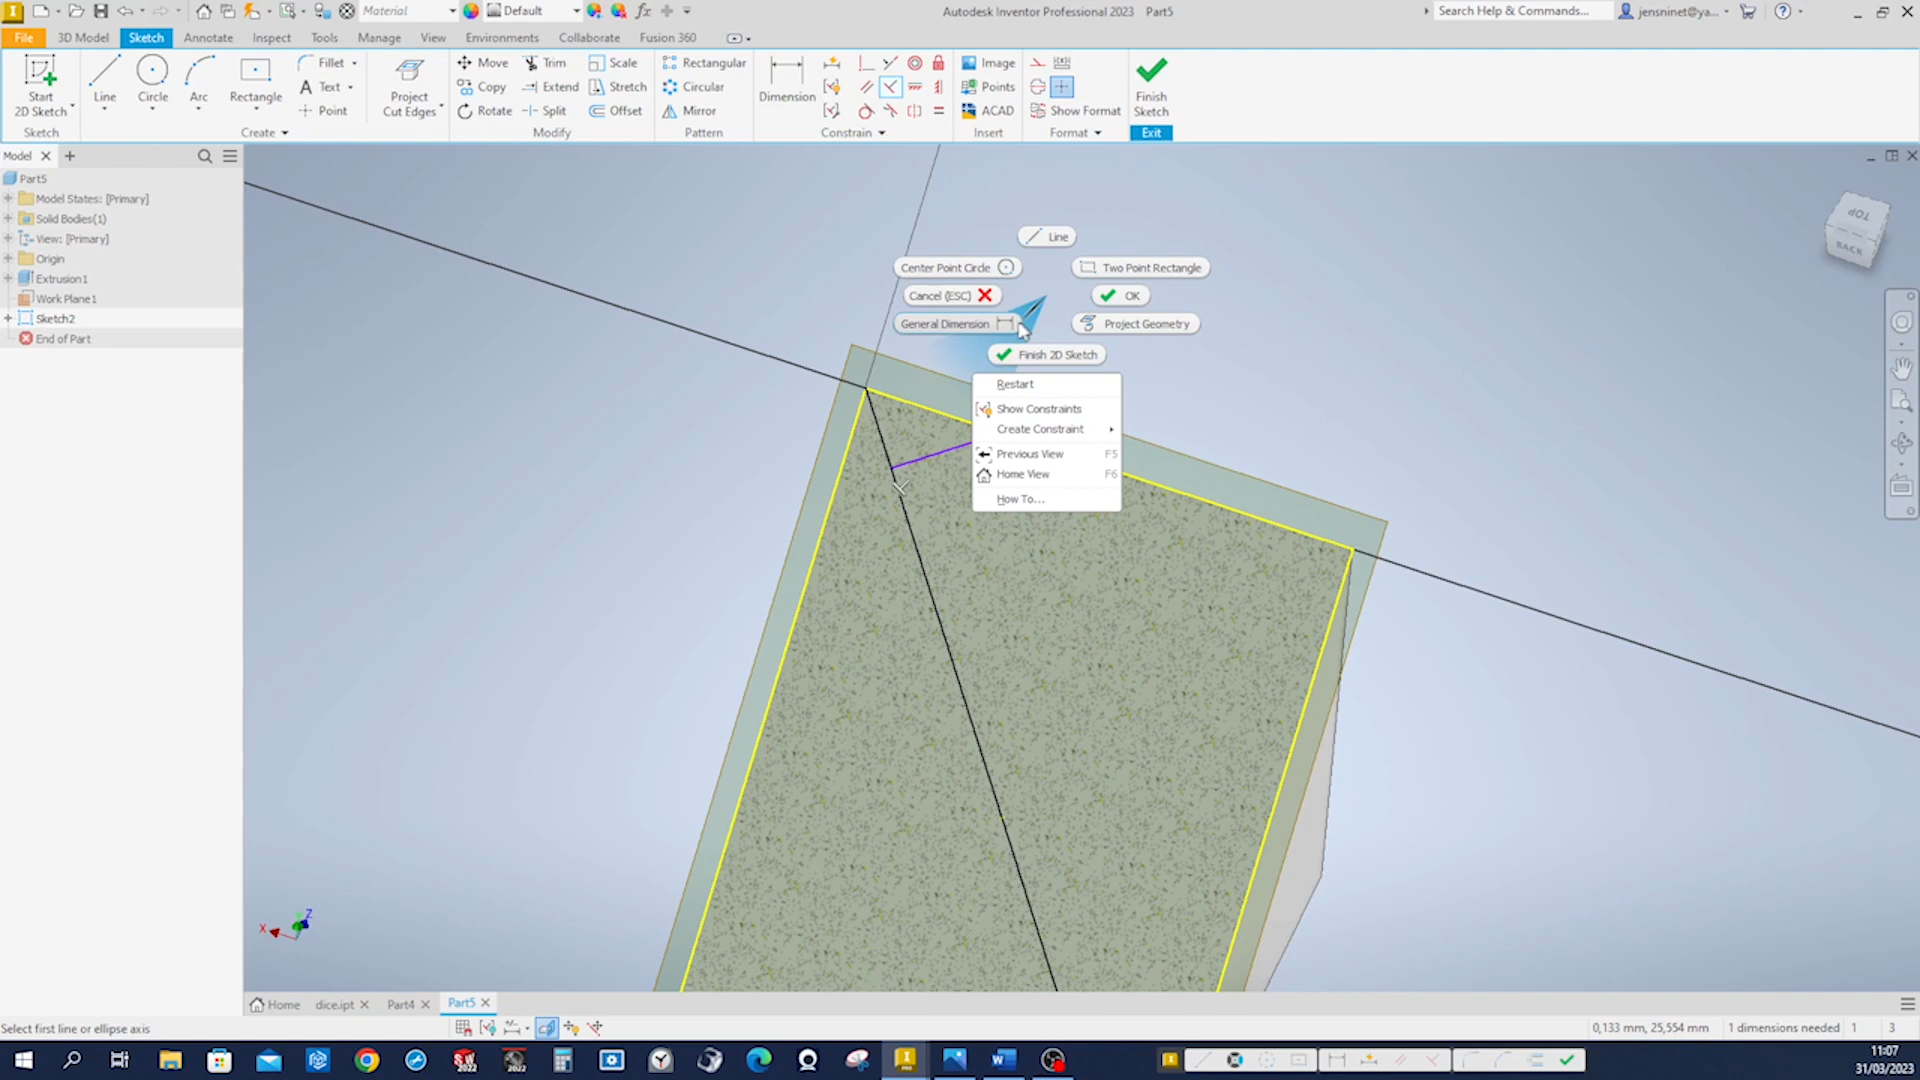 Material
Default
Autodesk Inventor Professional 2023 Part5
Search Help & Commands...
jensninet@ya...
File
3D Model
Sketch
Annotate
Inspect
Tools
Manage
View
Environments
Collaborate
Fusion 360
Start
2D Sketch
Line
Circle
Arc
Rectangle
Fillet
Text
Point
Project
Cut Edges
Move
Copy
Rotate
Trim
Extend
Split
Scale
Stretch
Offset
Rectangular
Circular
Mirror
Dimension
Image
Points
ACAD
Show Format
Finish
Sketch
Sketch
Create
Modify
Pattern
Constrain
Insert
Format
Exit
Model
Part5
Model States: [Primary]
Solid Bodies(1)
View: [Primary]
Origin
Extrusion1
Work Plane1
Sketch2
End of Part
TOP
BACK
Line
Center Point Circle
Two Point Rectangle
Cancel (ESC)
OK
General Dimension
Project Geometry
Finish 2D Sketch
Restart
Show Constraints
Create Constraint
Previous View F5
Home View F6
How To...
X
Z
Home
dice.ipt
Part4
Part5
Select first line or ellipse axis
0,133 mm, 25,554 mm
1 dimensions needed
1
3
11:07
31/03/2023